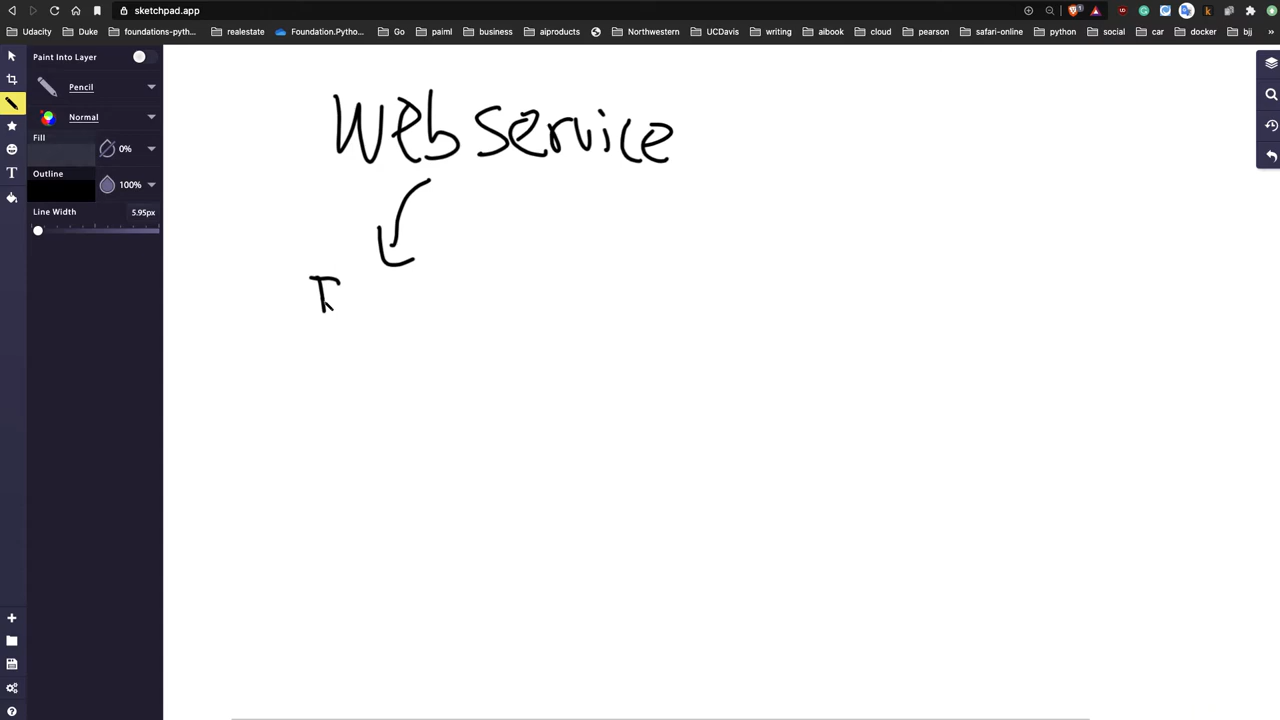 sketchpad.app
Udacity Duke foundations-pyth... realestate Foundation.Pytho... Go paiml business aiproducts Northwestern UCDavis writing aibook cloud pearson safari-online python social car docker bjj »
Paint Into Layer
Pencil
Normal
Fill
0%
Outline
100%
Line Width 5.95px
Web service